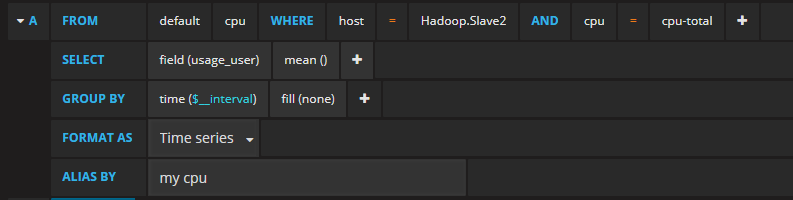 A FROM default cpu WHERE host = Hadoop.Slave2 AND cpu = cpu-total +
SELECT field (usage_user) mean () +
GROUP BY time ($__interval) fill (none) +
FORMAT AS Time series
ALIAS BY my cpu